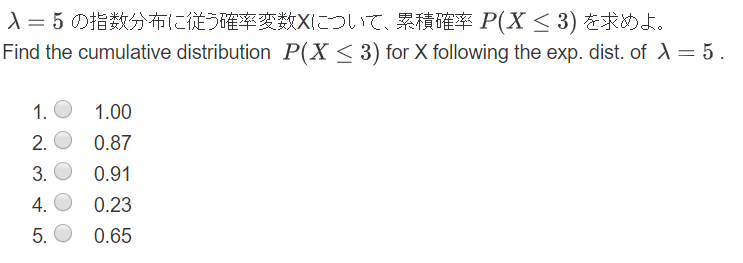 λ = 5 の指数分布に従う確率変数Xについて、累積確率 P(X ≤ 3) を求めよ。
Find the cumulative distribution P(X ≤ 3) for X following the exp. dist. of λ = 5 .
1. 1.00
2. 0.87
3. 0.91
4. 0.23
5. 0.65